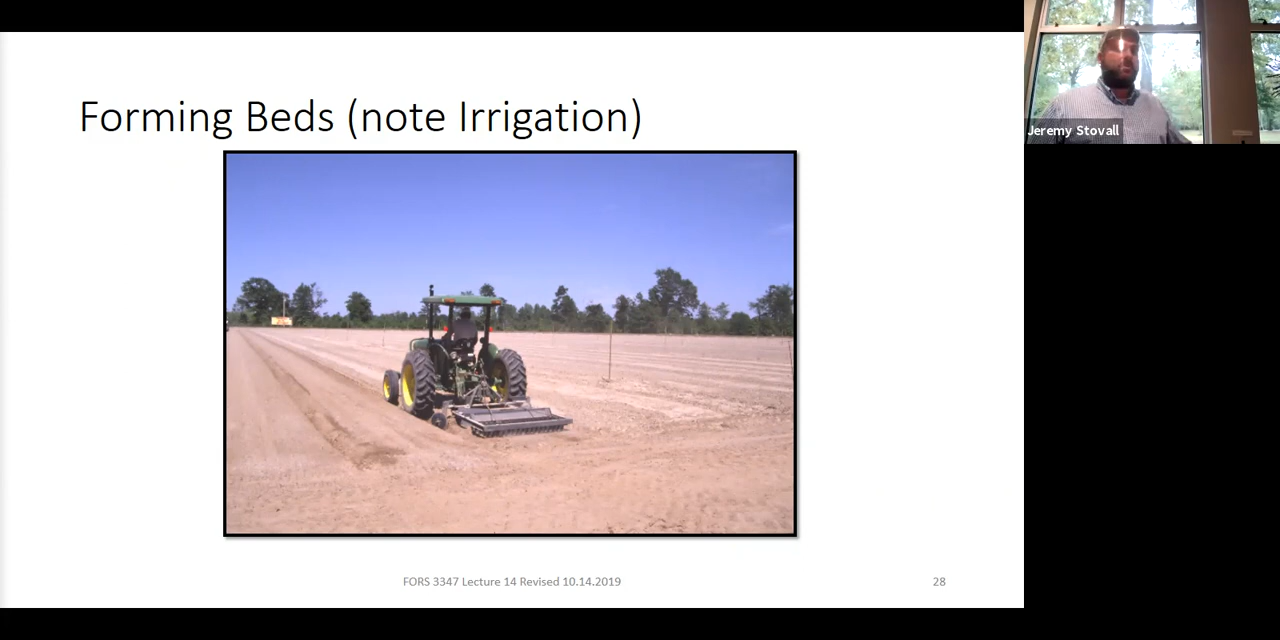 Forming Beds (note Irrigation)
Jeremy Stovall
FORS 3347 Lecture 14 Revised 10.14.2019
28